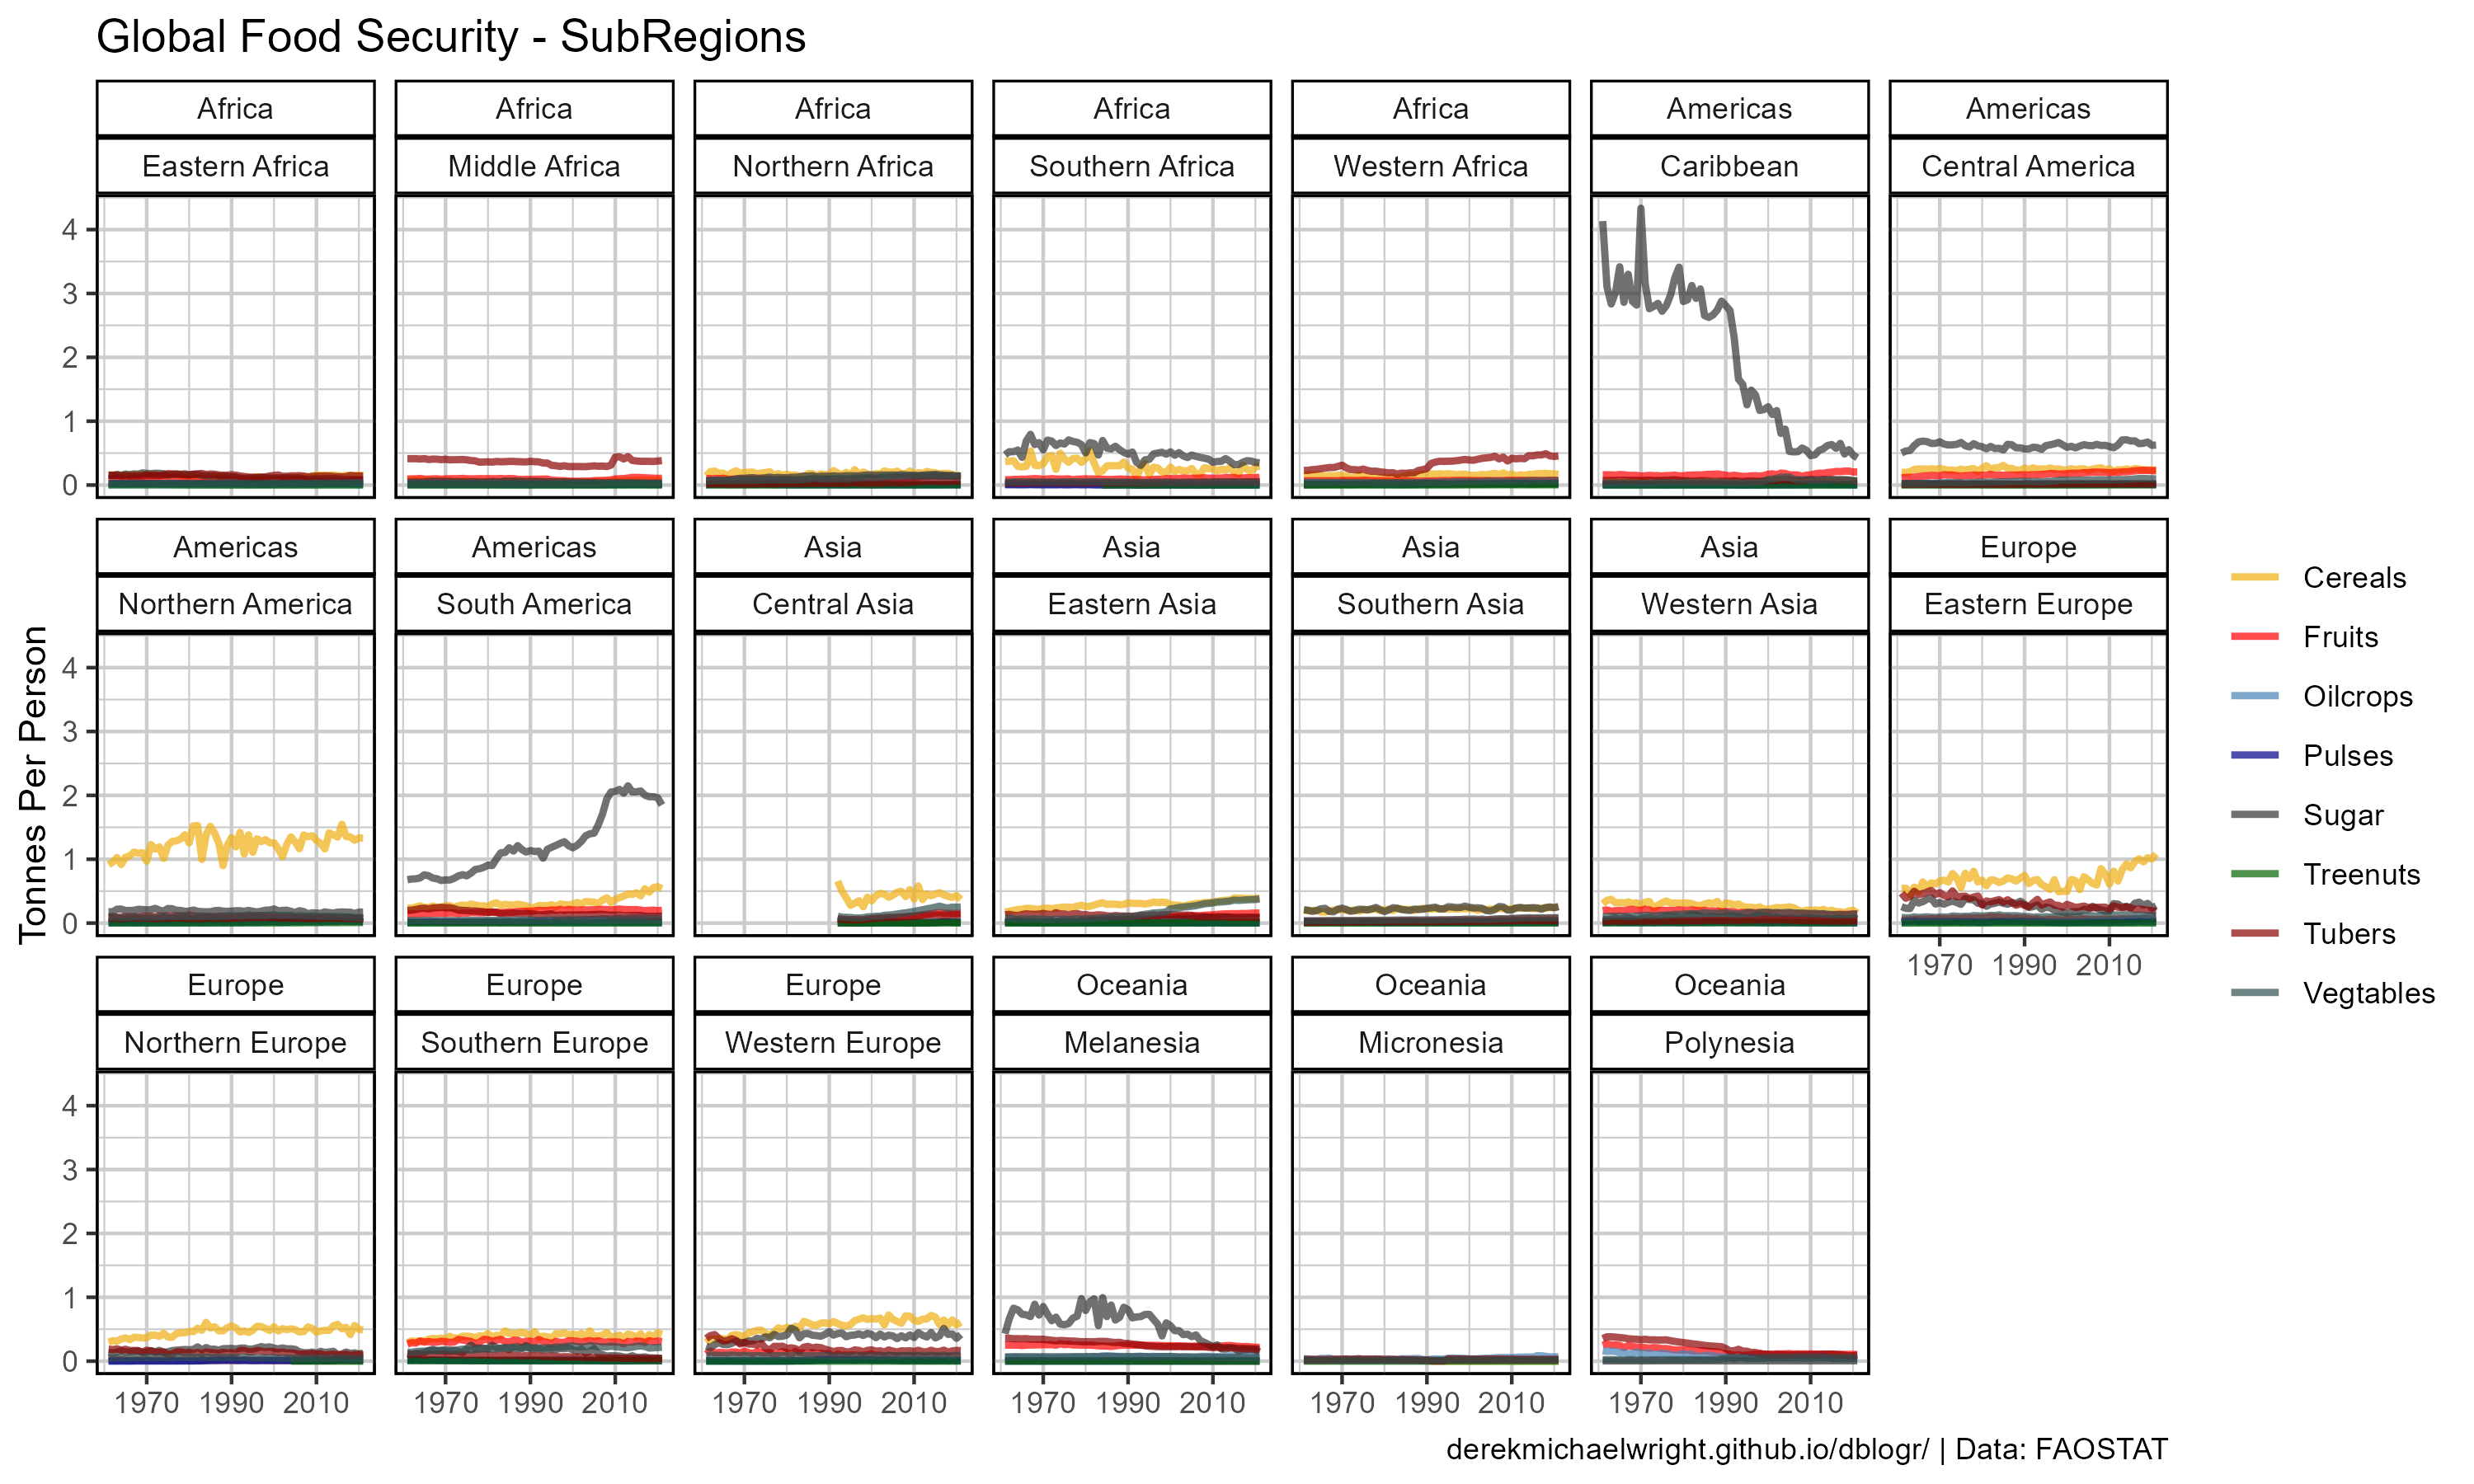 Global Food Security - SubRegions
Africa Africa Africa Africa Africa Americas Americas
Eastern Africa Middle Africa Northern Africa Southern Africa Western Africa Caribbean Central America
4
3
2
1
0
Americas Americas Asia Asia Asia Asia Europe
Northern America South America Central Asia Eastern Asia Southern Asia Western Asia Eastern Europe
4
3
2
1
0
1970 1990 2010
Tonnes Per Person
Cereals
Fruits
Oilcrops
Pulses
Sugar
Treenuts
Tubers
Vegtables
Europe Europe Europe Oceania Oceania Oceania
Northern Europe Southern Europe Western Europe Melanesia Micronesia Polynesia
4
3
2
1
0
1970 1990 2010 1970 1990 2010 1970 1990 2010 1970 1990 2010 1970 1990 2010 1970 1990 2010
derekmichaelwright.github.io/dblogr/ | Data: FAOSTAT